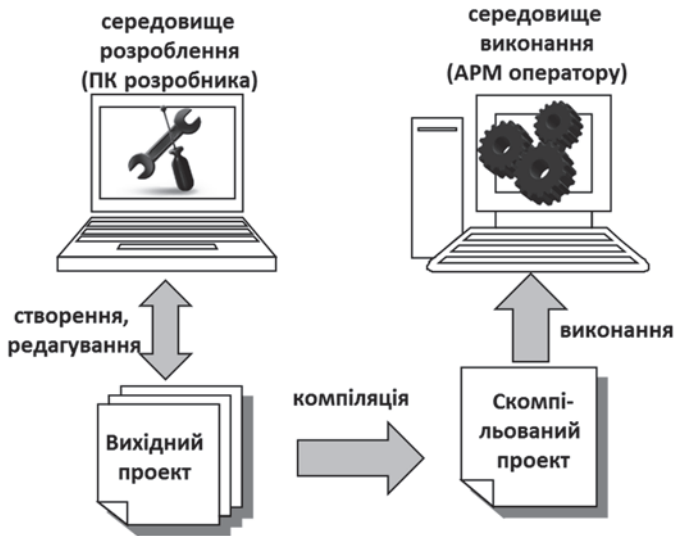 середовище
розроблення
(ПК розробника)
середовище
виконання
(АРМ оператору)
створення,
редагування
виконання
компіляція
Вихідний
проект
Скомпі-
льований
проект